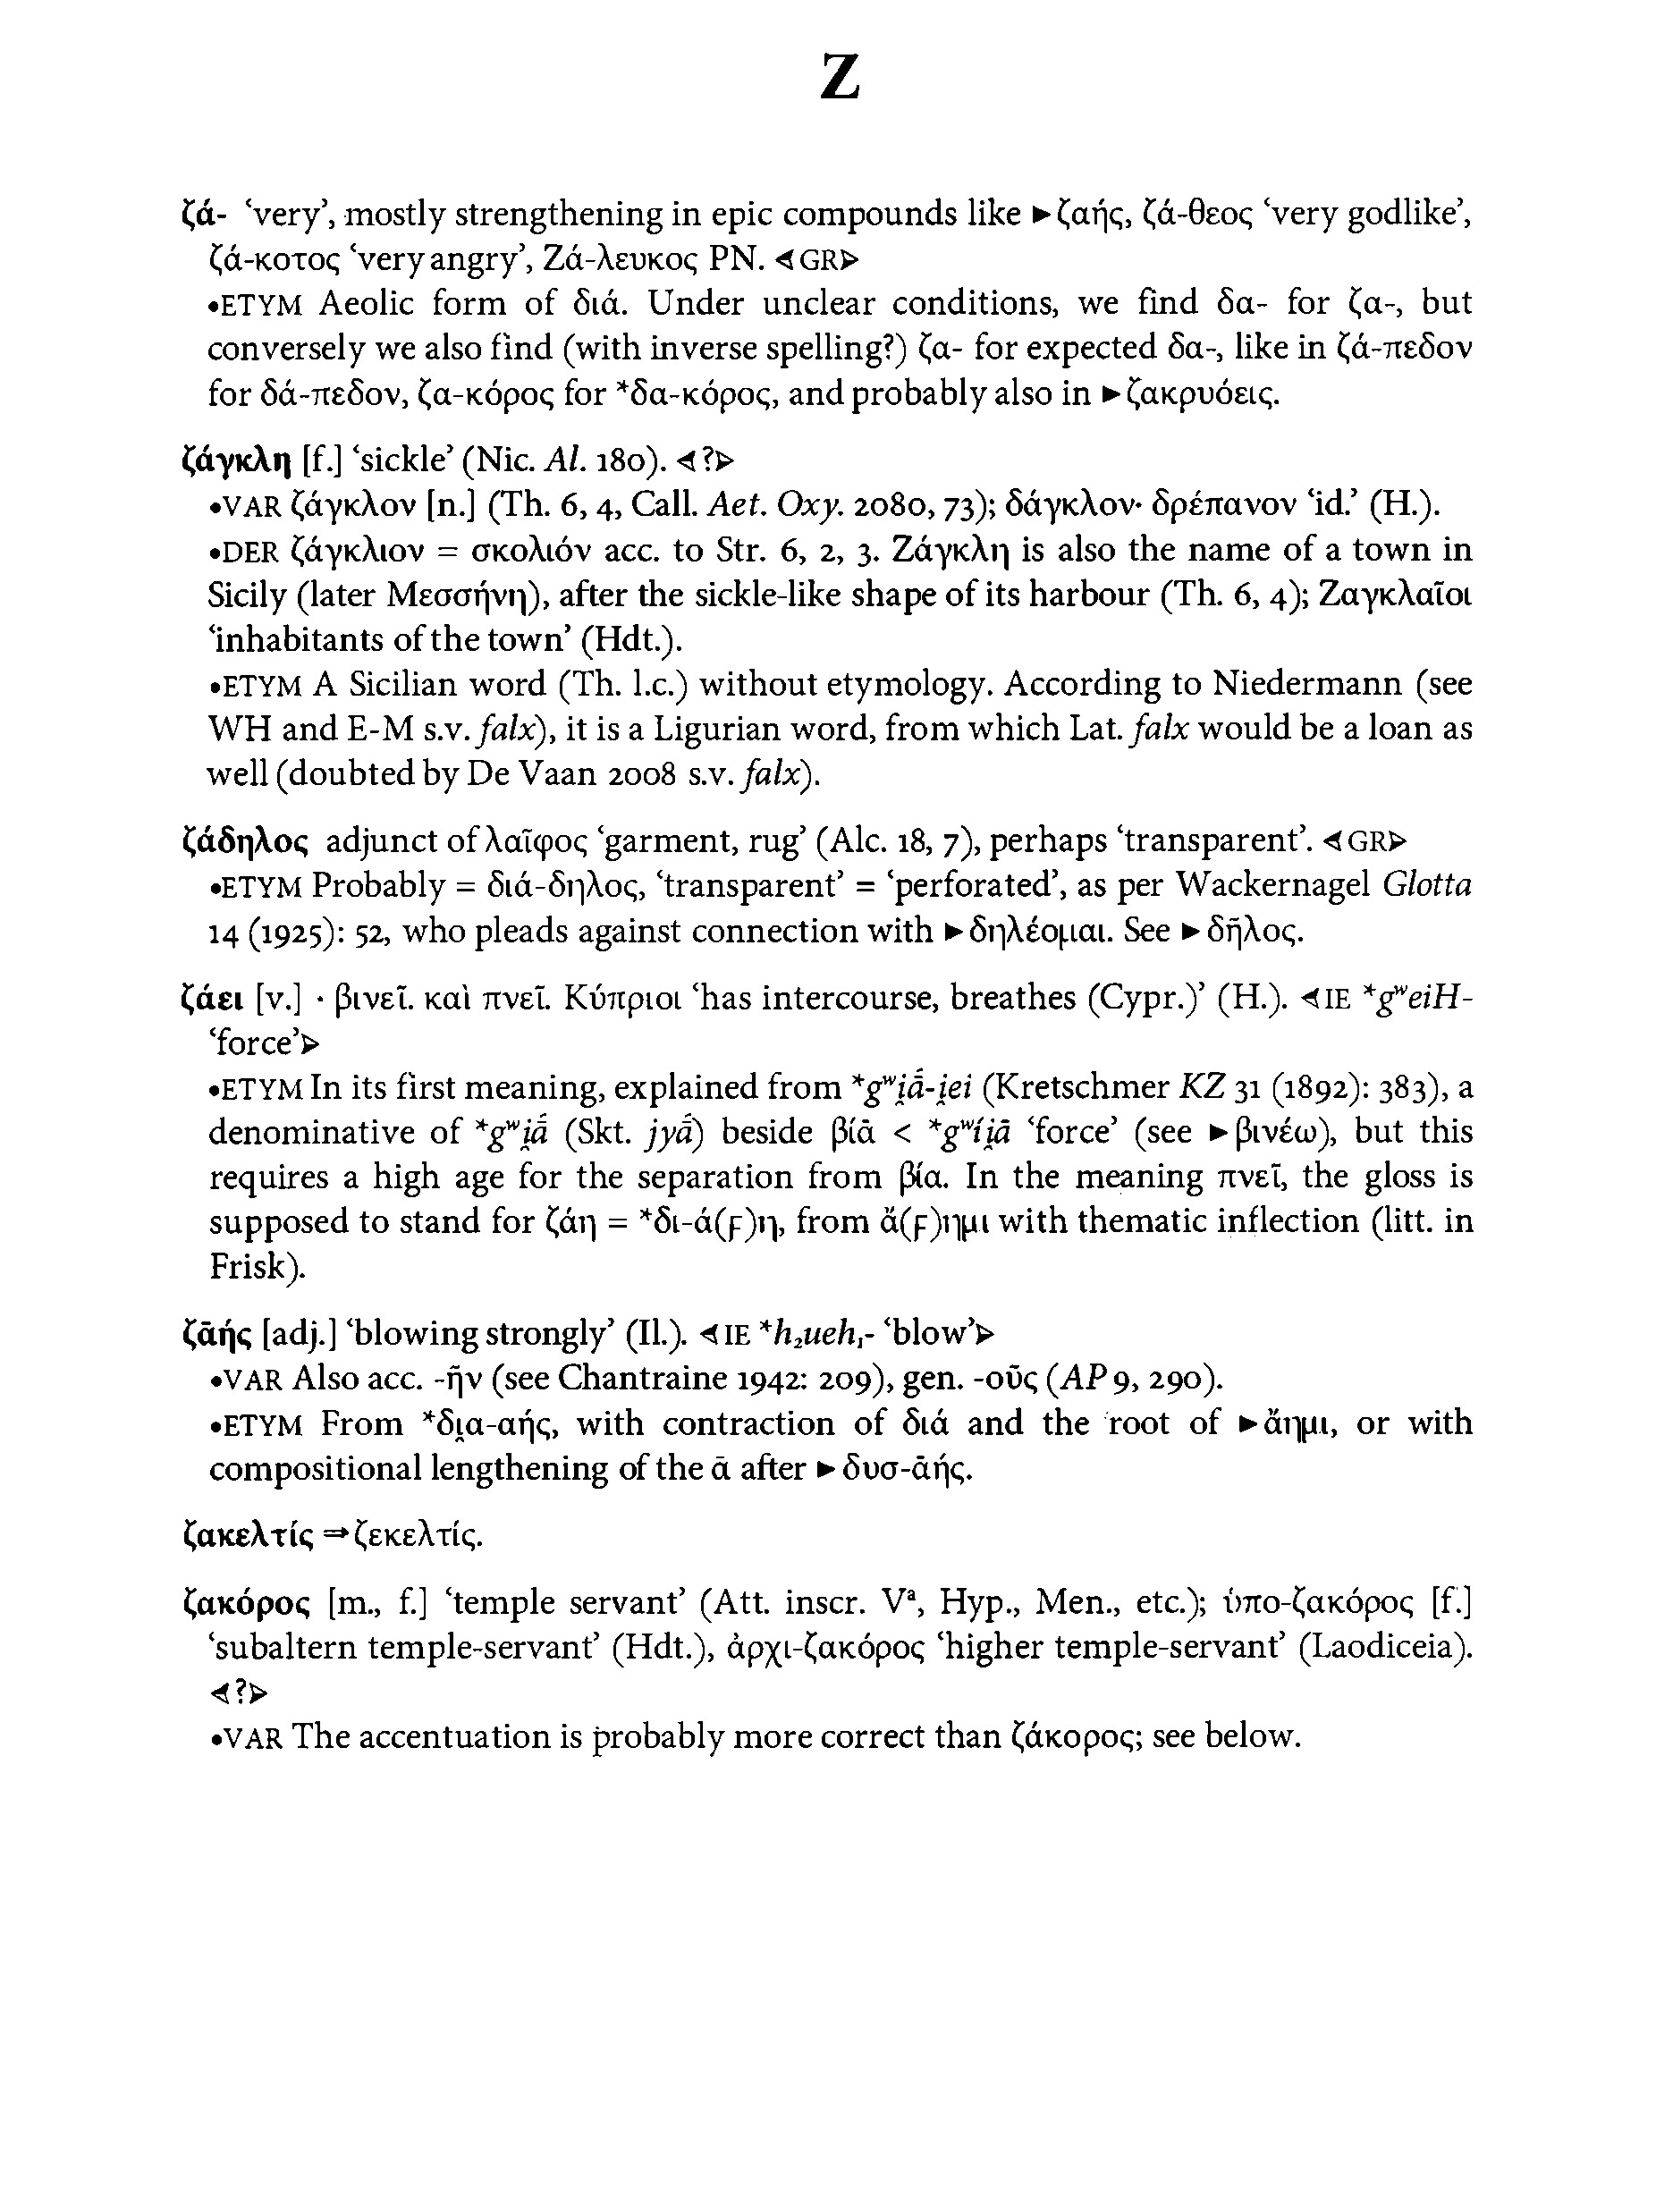 Z
ζά- ‘very’, mostly strengthening in epic compounds like ►ζαής, ζά-θεος ‘very godlike’,
ζά-κοτος ‘very angry’, Ζά-λευκος PN. ◄GR►
•ETYM Aeolic form of διά. Under unclear conditions, we find δα- for ζα-, but
conversely we also find (with inverse spelling?) ζα- for expected δα-, like in ζά-πεδον
for δά-πεδον, ζα-κόρος for *δα-κόρος, and probably also in ►ζακρυόεις.
ζάγκλη [f.] ‘sickle’ (Nic. Al. 180). ◄?►
•VAR ζάγκλον [n.] (Th. 6, 4, Call. Aet. Oxy. 2080, 73); δάγκλον· δρέπανον ‘id.’ (H.).
•DER ζάγκλιον = σκολιόν acc. to Str. 6, 2, 3. Ζάγκλη is also the name of a town in
Sicily (later Μεσσήνη), after the sickle-like shape of its harbour (Th. 6, 4); Ζαγκλαῖοι
‘inhabitants of the town’ (Hdt.).
•ETYM A Sicilian word (Th. l.c.) without etymology. According to Niedermann (see
WH and E-M s.v. falx), it is a Ligurian word, from which Lat. falx would be a loan as
well (doubted by De Vaan 2008 s.v. falx).
ζάδηλος adjunct of λαῖφος ‘garment, rug’ (Alc. 18, 7), perhaps ‘transparent’. ◄GR►
•ETYM Probably = διά-δηλος, ‘transparent’ = ‘perforated’, as per Wackernagel Glotta
14 (1925): 52, who pleads against connection with ►δηλέομαι. See ►δῆλος.
ζάει [v.] · βινεῖ. καὶ πνεῖ. Κύπριοι ‘has intercourse, breathes (Cypr.)’ (H.). ◄IE *gʷeiH-
‘force’►
•ETYM In its first meaning, explained from *gʷi̯ā́-i̯ei (Kretschmer KZ 31 (1892): 383), a
denominative of *gʷi̯ā́ (Skt. jyā́) beside βίᾱ < *gʷíi̯ā ‘force’ (see ►βινέω), but this
requires a high age for the separation from βία. In the meaning πνεῖ, the gloss is
supposed to stand for ζάη = *δι-ά(ϝ)η, from ἄ(ϝ)ημι with thematic inflection (litt. in
Frisk).
ζᾱής [adj.] ‘blowing strongly’ (Il.). ◄IE *h₂ueh₁- ‘blow’►
•VAR Also acc. -ῆν (see Chantraine 1942: 209), gen. -οῦς (AP 9, 290).
•ETYM From *δι̯α-αής, with contraction of διά and the root of ►ἄημι, or with
compositional lengthening of the ᾱ after ►δυσ-ᾱής.
ζακελτίς ⇒ζεκελτίς.
ζακόρος [m., f.] ‘temple servant’ (Att. inscr. Vᵃ, Hyp., Men., etc.); ὑπο-ζακόρος [f.]
‘subaltern temple-servant’ (Hdt.), ἀρχι-ζακόρος ‘higher temple-servant’ (Laodiceia).
◄?►
•VAR The accentuation is probably more correct than ζάκορος; see below.